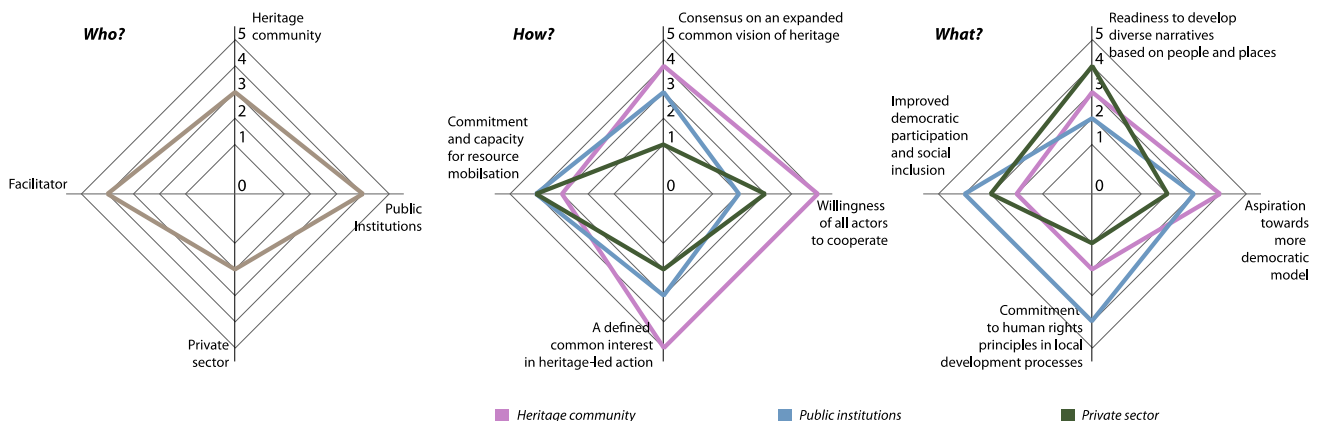 Who?
Heritage
community
5
4
3
2
1
0
Facilitator
Public
Institutions
Private
sector
How?
Consensus on an expanded
common vision of heritage
5
4
3
2
1
0
Commitment
and capacity
for resource
mobilsation
Willingness
of all actors
to cooperate
A defined
common interest
in heritage-led action
What?
Readiness to develop
diverse narratives
based on people and places
5
4
3
2
1
0
Improved
democratic
participation
and social
inclusion
Aspiration
towards
more
democratic
model
Commitment
to human rights
principles in local
development processes
Heritage community
Public institutions
Private sector